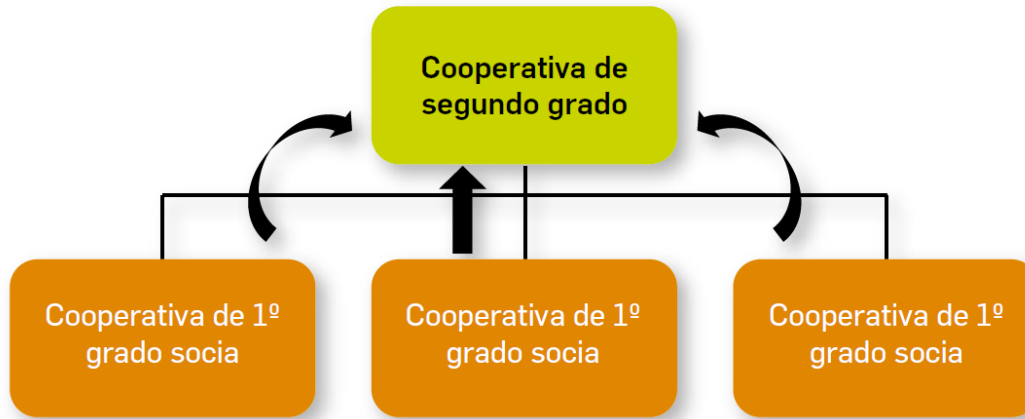 Cooperativa de
segundo grado
Cooperativa de 1º
grado socia
Cooperativa de 1º
grado socia
Cooperativa de 1º
grado socia